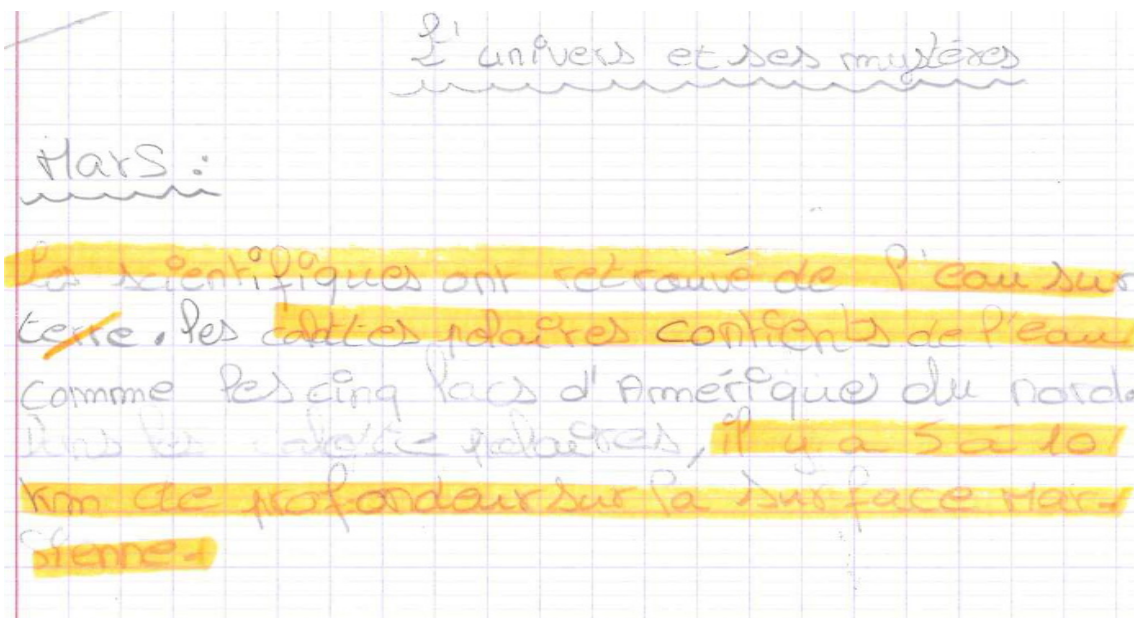 L'univers et ses mystéres
MarS :
Les scientifiques ont retrouvé de l'eau sur
terre. les calottes polaires contients de l'eau
comme les cinq lacs d'Amérique du nord.
Dans les polaires, il y a 5 à 10
km de profondeur sur la surface Mar-
sienne.